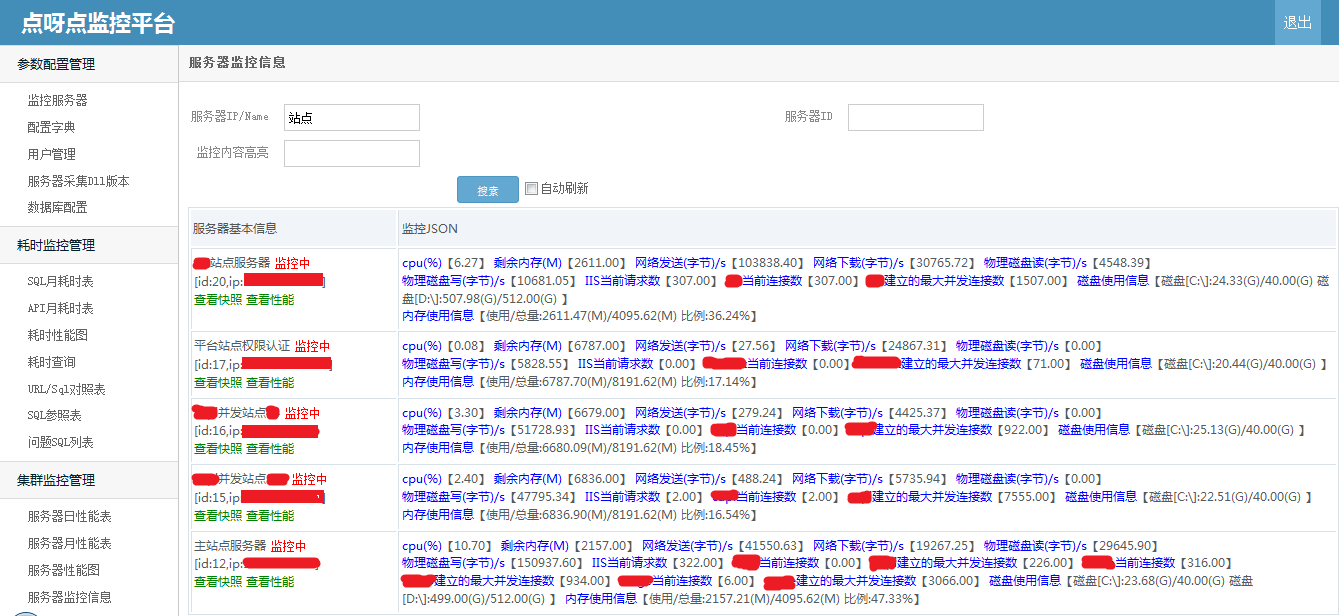 点呀点监控平台
退出
参数配置管理
监控服务器
配置字典
用户管理
服务器采集Dll版本
数据库配置
耗时监控管理
SQL月耗时表
API月耗时表
耗时性能图
耗时查询
URL/Sql对照表
SQL参照表
问题SQL列表
集群监控管理
服务器日性能表
服务器月性能表
服务器性能图
服务器监控信息
服务器监控信息
服务器IP/Name 站点 服务器ID
监控内容高亮
搜索 自动刷新
服务器基本信息 监控JSON
站点服务器 监控中
[id:20,ip: ]
查看快照 查看性能
cpu(%)【6.27】 剩余内存(M)【2611.00】 网络发送(字节)/s【103838.40】 网络下载(字节)/s【30765.72】 物理磁盘读(字节)/s【4548.39】
物理磁盘写(字节)/s【10681.05】 IIS当前请求数【307.00】 当前连接数【307.00】 建立的最大并发连接数【1507.00】 磁盘使用信息【磁盘[C:\]:24.33(G)/40.00(G) 磁
盘[D:\]:507.98(G)/512.00(G) 】
内存使用信息【使用/总量:2611.47(M)/4095.62(M) 比例:36.24%】
平台站点权限认证 监控中
[id:17,ip: ]
查看快照 查看性能
cpu(%)【0.08】 剩余内存(M)【6787.00】 网络发送(字节)/s【27.56】 网络下载(字节)/s【24867.31】 物理磁盘读(字节)/s【0.00】
物理磁盘写(字节)/s【5828.55】 IIS当前请求数【0.00】 当前连接数【0.00】 建立的最大并发连接数【71.00】 磁盘使用信息【磁盘[C:\]:20.44(G)/40.00(G) 】
内存使用信息【使用/总量:6787.70(M)/8191.62(M) 比例:17.14%】
并发站点 监控中
[id:16,ip:
查看快照 查看性能
cpu(%)【3.30】 剩余内存(M)【6679.00】 网络发送(字节)/s【279.24】 网络下载(字节)/s【4425.37】 物理磁盘读(字节)/s【0.00】
物理磁盘写(字节)/s【51728.93】 IIS当前请求数【0.00】 当前连接数【0.00】 建立的最大并发连接数【922.00】 磁盘使用信息【磁盘[C:\]:25.13(G)/40.00(G) 】
内存使用信息【使用/总量:6680.09(M)/8191.62(M) 比例:18.45%】
并发站点 监控中
[id:15,ip: ]
查看快照 查看性能
cpu(%)【2.40】 剩余内存(M)【6836.00】 网络发送(字节)/s【488.24】 网络下载(字节)/s【5735.94】 物理磁盘读(字节)/s【0.00】
物理磁盘写(字节)/s【47795.34】 IIS当前请求数【2.00】 当前连接数【2.00】 建立的最大并发连接数【7555.00】 磁盘使用信息【磁盘[C:\]:22.51(G)/40.00(G) 】
内存使用信息【使用/总量:6836.90(M)/8191.62(M) 比例:16.54%】
主站点服务器 监控中
[id:12,ip:
查看快照 查看性能
cpu(%)【10.70】 剩余内存(M)【2157.00】 网络发送(字节)/s【41550.63】 网络下载(字节)/s【19267.25】 物理磁盘读(字节)/s【29645.90】
物理磁盘写(字节)/s【150937.60】 IIS当前请求数【322.00】 当前连接数【0.00】 建立的最大并发连接数【226.00】 当前连接数【316.00】
建立的最大并发连接数【934.00】 当前连接数【6.00】 建立的最大并发连接数【3066.00】 磁盘使用信息【磁盘[C:\]:23.68(G)/40.00(G) 磁盘
[D:\]:499.00(G)/512.00(G) 】 内存使用信息【使用/总量:2157.21(M)/4095.62(M) 比例:47.33%】